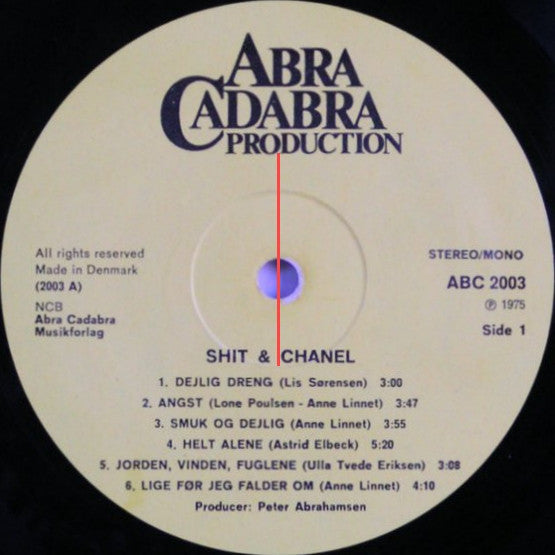 ABRA
CADABRA
PRODUCTION
All rights reserved
Made in Denmark
(2003 A)
NCB
Abra Cadabra
Musikforlag
STEREO/MONO
ABC 2003
℗ 1975
Side 1
SHIT & CHANEL
1. DEJLIG DRENG (Lis Sørensen) 3:00
2. ANGST (Lone Poulsen - Anne Linnet) 3:47
3. SMUK OG DEJLIG (Anne Linnet) 3:55
4. HELT ALENE (Astrid Elbeck) 5:20
5. JORDEN, VINDEN, FUGLENE (Ulla Tvede Eriksen) 3:08
6. LIGE FØR JEG FALDER OM (Anne Linnet) 4:10
Producer: Peter Abrahamsen